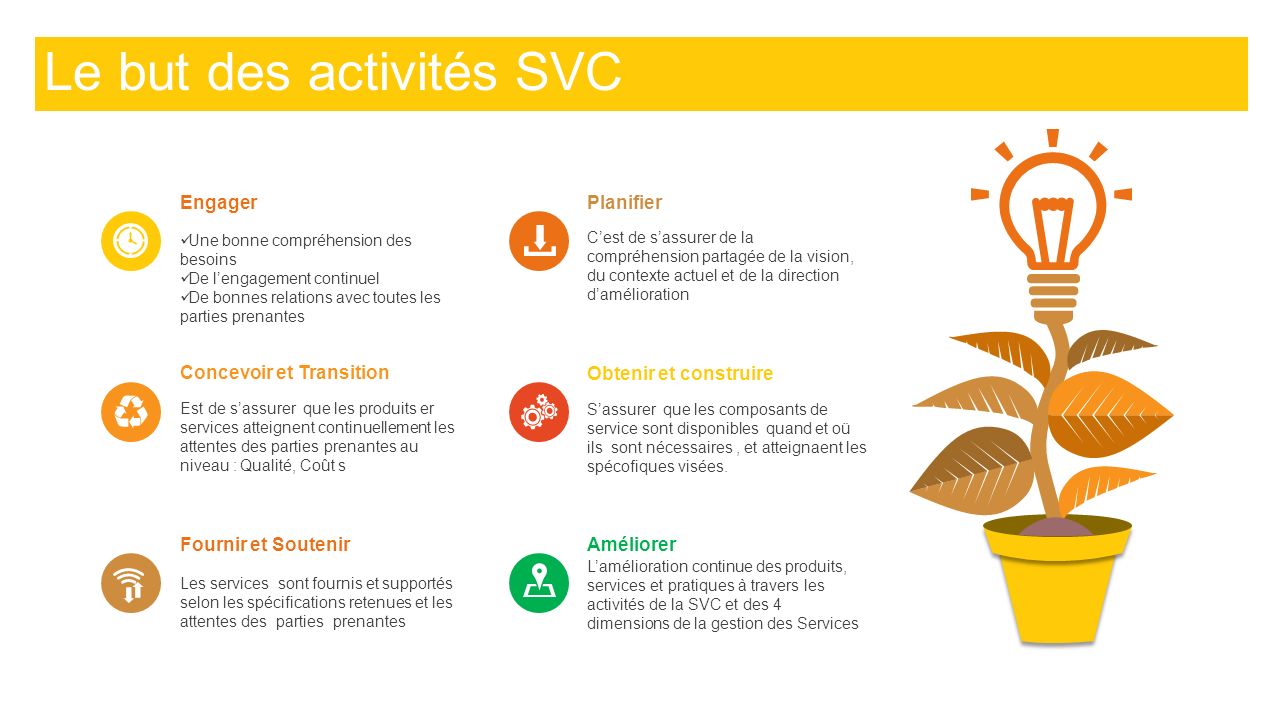 Le but des activités SVC
Engager
✓Une bonne compréhension des
besoins
✓De l’engagement continuel
✓De bonnes relations avec toutes les
parties prenantes
Planifier
C’est de s’assurer de la
compréhension partagée de la vision,
du contexte actuel et de la direction
d’amélioration
Concevoir et Transition
Est de s’assurer que les produits er
services atteignent continuellement les
attentes des parties prenantes au
niveau : Qualité, Coût s
Obtenir et construire
S’assurer que les composants de
service sont disponibles quand et où
ils sont nécessaires , et atteignaent les
spécofiques visées.
Fournir et Soutenir
Les services sont fournis et supportés
selon les spécifications retenues et les
attentes des parties prenantes
Améliorer
L’amélioration continue des produits,
services et pratiques à travers les
activités de la SVC et des 4
dimensions de la gestion des Services